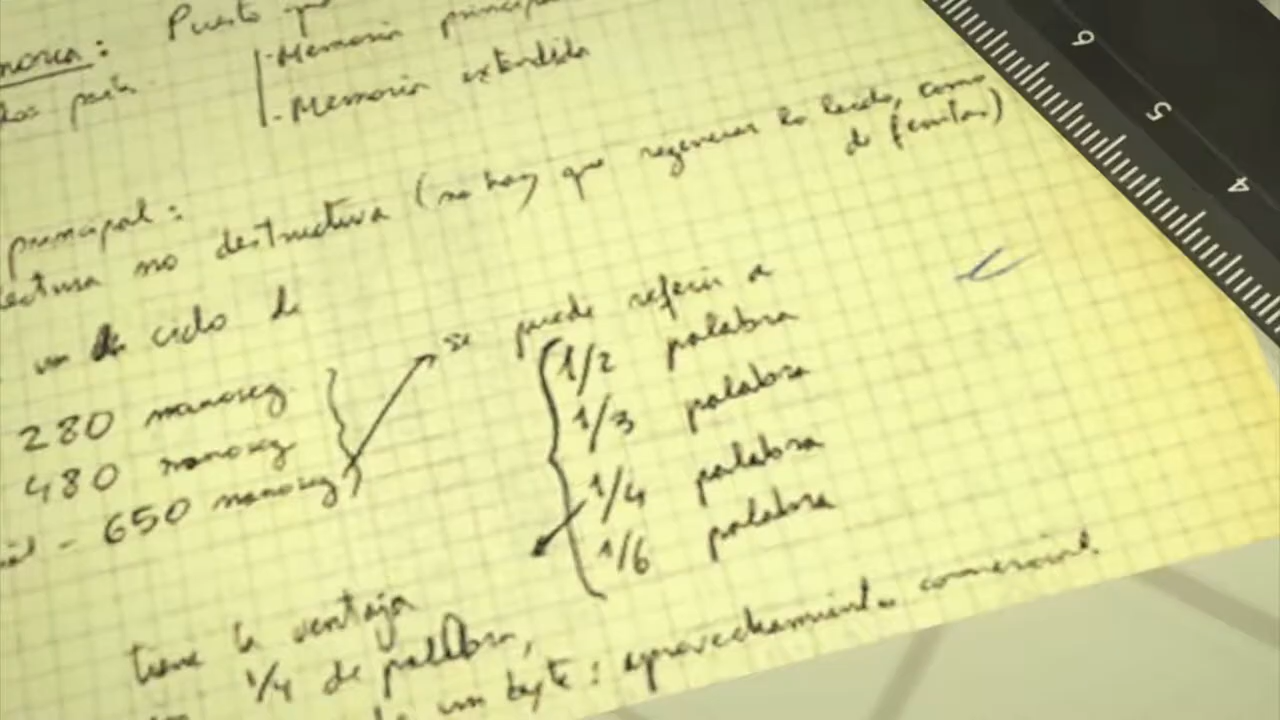 Puesto
· Memoria principal
· Memoria extendida
principal:
lectura no destructiva (no hay que regenerar lo leído, como
de ferritas)
un ciclo de
se puede referir a
280 nanoseg.
480 nanoseg
650 nanoseg
1/2 palabra
1/3 palabra
1/4 palabra
1/6 palabra
tiene la ventaja
1/4 de palabra,
un byte: aprovechamiento comercial.
6
5
4